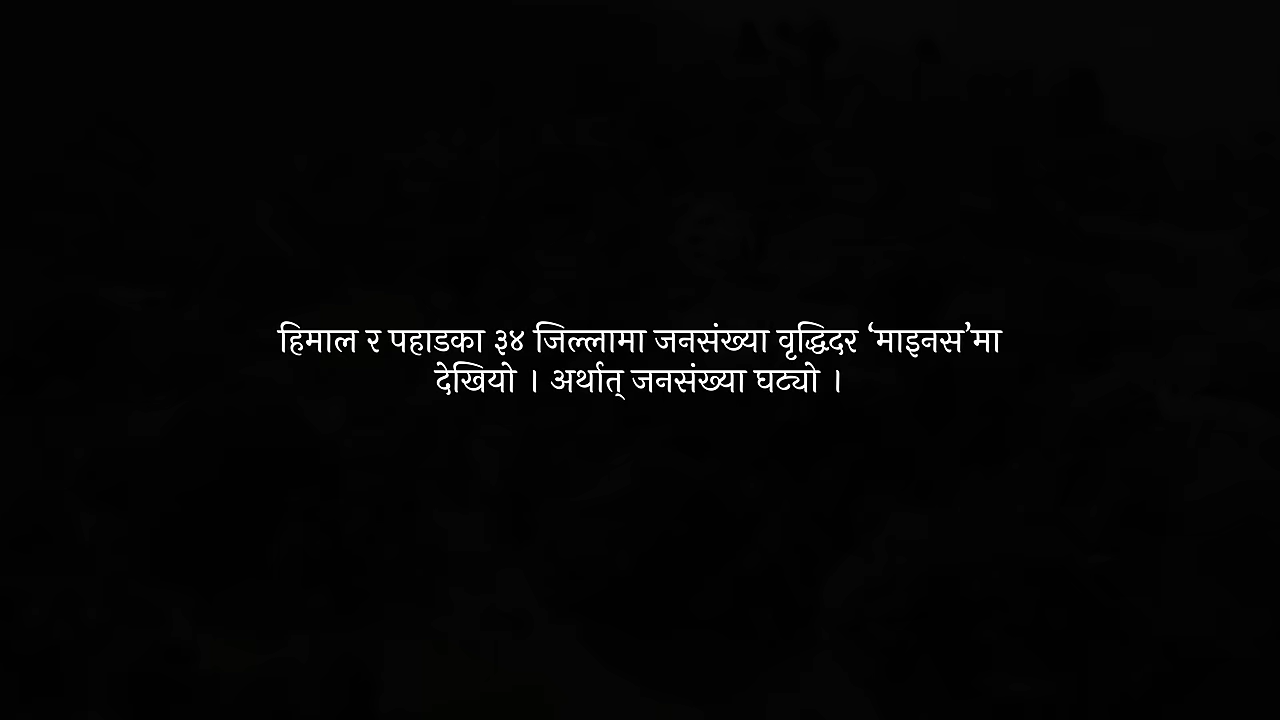 हिमाल र पहाडका ३४ जिल्लामा जनसंख्या वृद्धिदर ‘माइनस’मा
देखियो । अर्थात् जनसंख्या घट्यो ।